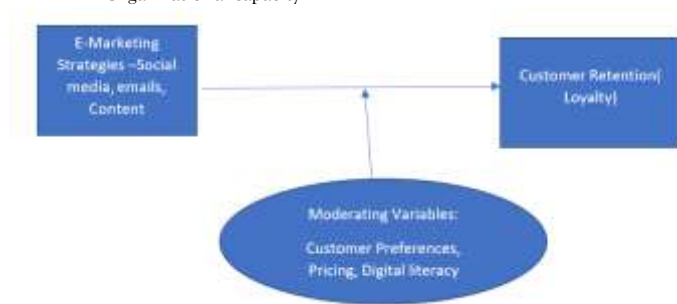 Organizational capacity
E-Marketing
Strategies –Social
media, emails,
Content
Customer Retention(
Loyalty)
Moderating Variables:
Customer Preferences,
Pricing, Digital literacy